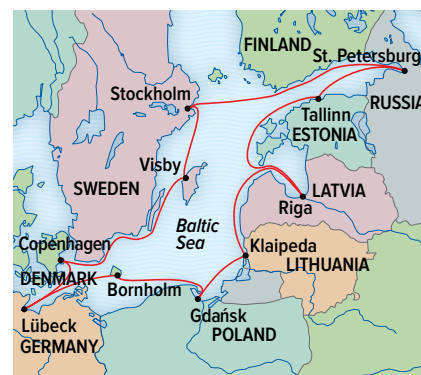 FINLAND
St. Petersburg
Stockholm
RUSSIA
Tallinn
ESTONIA
Visby
SWEDEN
LATVIA
Riga
Baltic
Sea
Copenhagen
Klaipeda
LITHUANIA
DENMARK
Bornholm
Gdańsk
POLAND
Lübeck
GERMANY